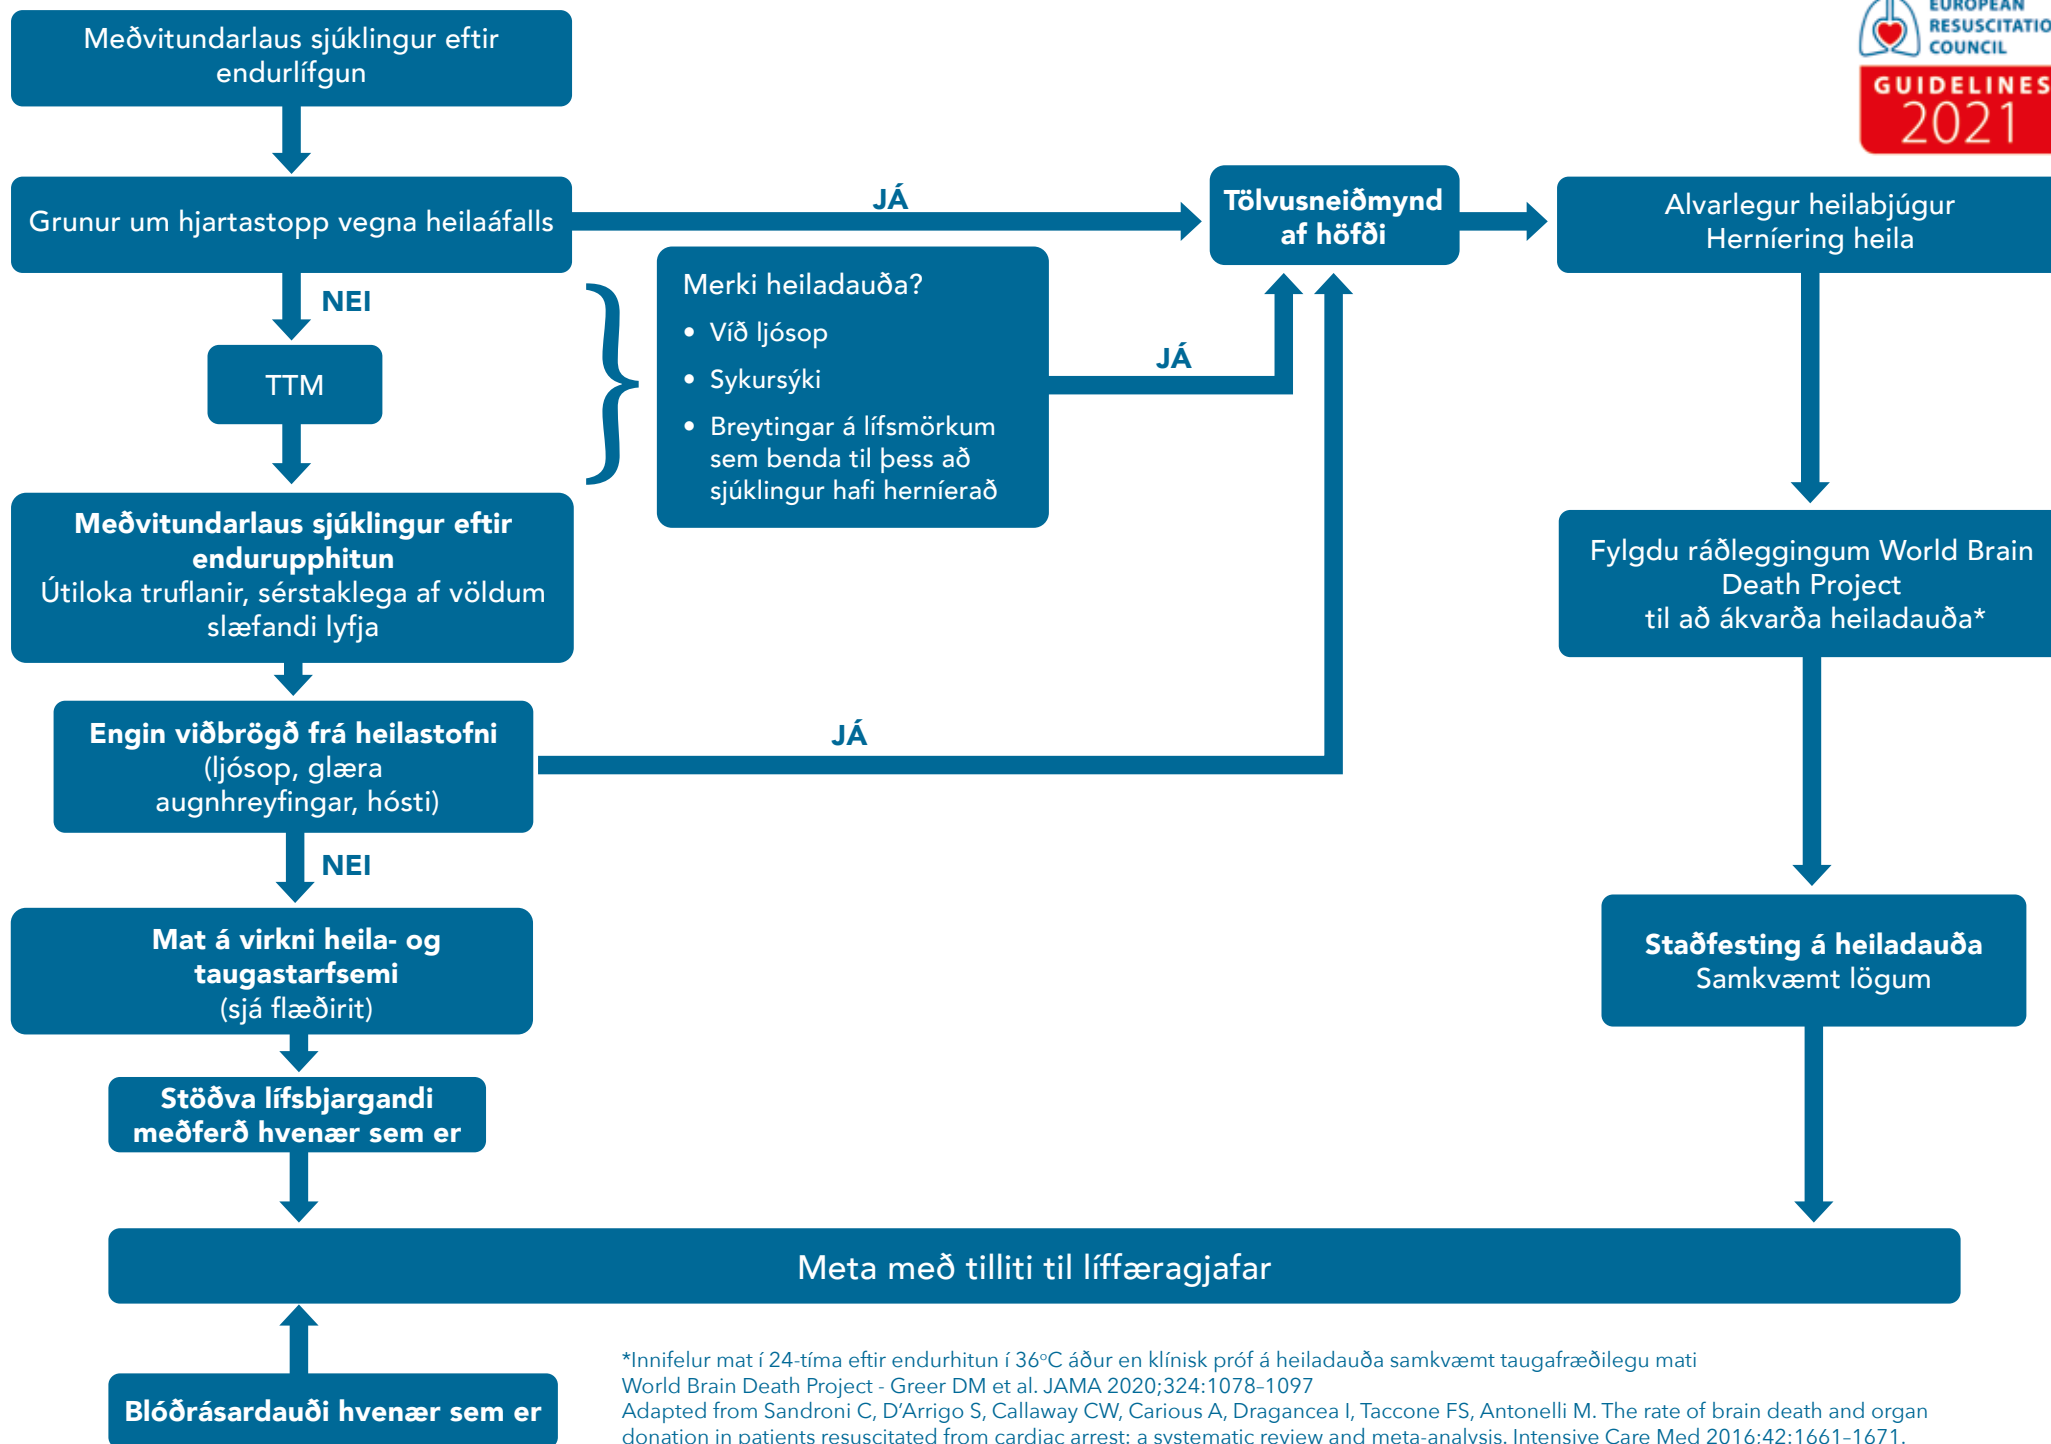 Meðvitundarlaus sjúklingur eftir
endurlífgun
EUROPEAN
RESUSCITATIO
COUNCIL
GUIDELINES
2021
Grunur um hjartastopp vegna heilaáfalls
JÁ
Tölvusneiðmynd
af höfði
Alvarlegur heilabjúgur
Herníering heila
NEI
TTM
Merki heiladauða?
• Víð ljósop
• Sykursýki
• Breytingar á lífsmörkum
sem benda til þess að
sjúklingur hafi herníerað
JÁ
Meðvitundarlaus sjúklingur eftir
endurupphitun
Útiloka truflanir, sérstaklega af völdum
slæfandi lyfja
Fylgdu ráðleggingum World Brain
Death Project
til að ákvarða heiladauða*
Engin viðbrögð frá heilastofni
(ljósop, glæra
augnhreyfingar, hósti)
JÁ
NEI
Mat á virkni heila- og
taugastarfsemi
(sjá flæðirit)
Staðfesting á heiladauða
Samkvæmt lögum
Stöðva lífsbjargandi
meðferð hvenær sem er
Meta með tilliti til líffæragjafar
Blóðrásardauði hvenær sem er
*Innifelur mat í 24-tíma eftir endurhitun í 36°C áður en klínisk próf á heiladauða samkvæmt taugafræðilegu mati
World Brain Death Project - Greer DM et al. JAMA 2020;324:1078–1097
Adapted from Sandroni C, D'Arrigo S, Callaway CW, Carious A, Dragancea I, Taccone FS, Antonelli M. The rate of brain death and organ
donation in patients resuscitated from cardiac arrest: a systematic review and meta-analysis. Intensive Care Med 2016;42:1661–1671.